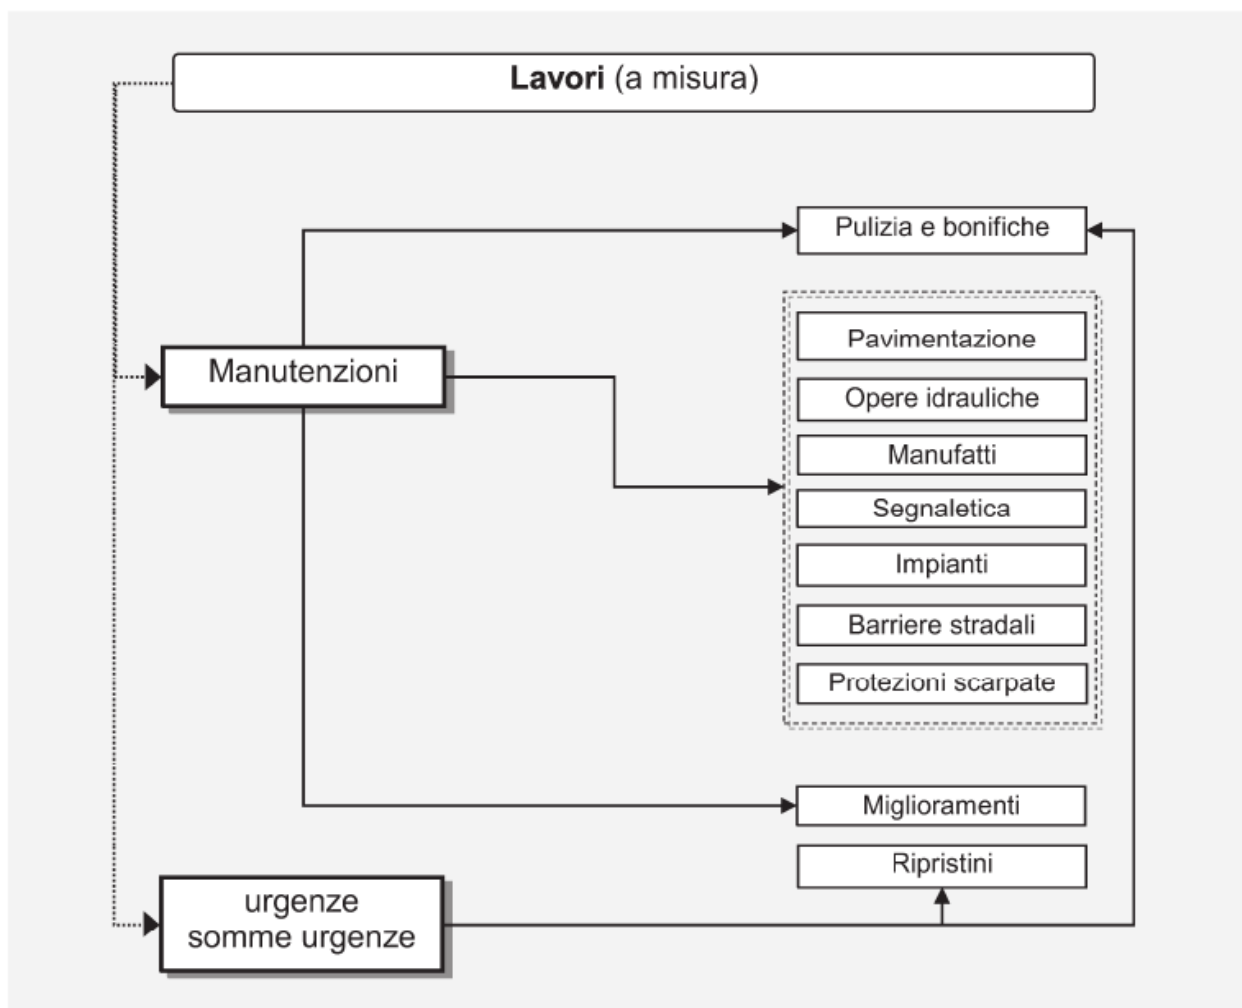 Lavori (a misura)
Pulizia e bonifiche
Manutenzioni
Pavimentazione
Opere idrauliche
Manufatti
Segnaletica
Impianti
Barriere stradali
Protezioni scarpate
Miglioramenti
Ripristini
urgenze
somme urgenze